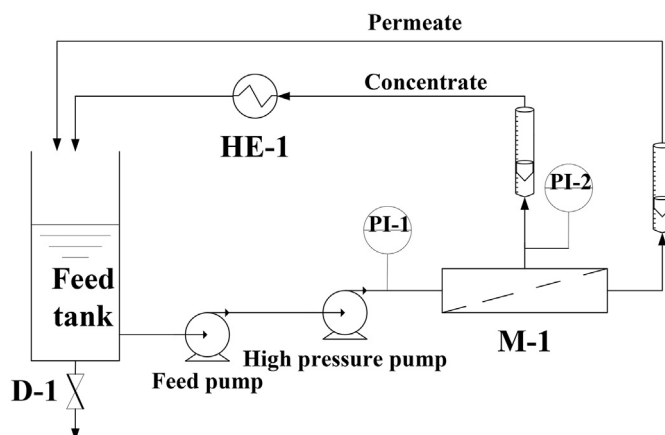 Permeate
Concentrate
HE-1
PI-2
PI-1
Feed
tank
M-1
High pressure pump
Feed pump
D-1